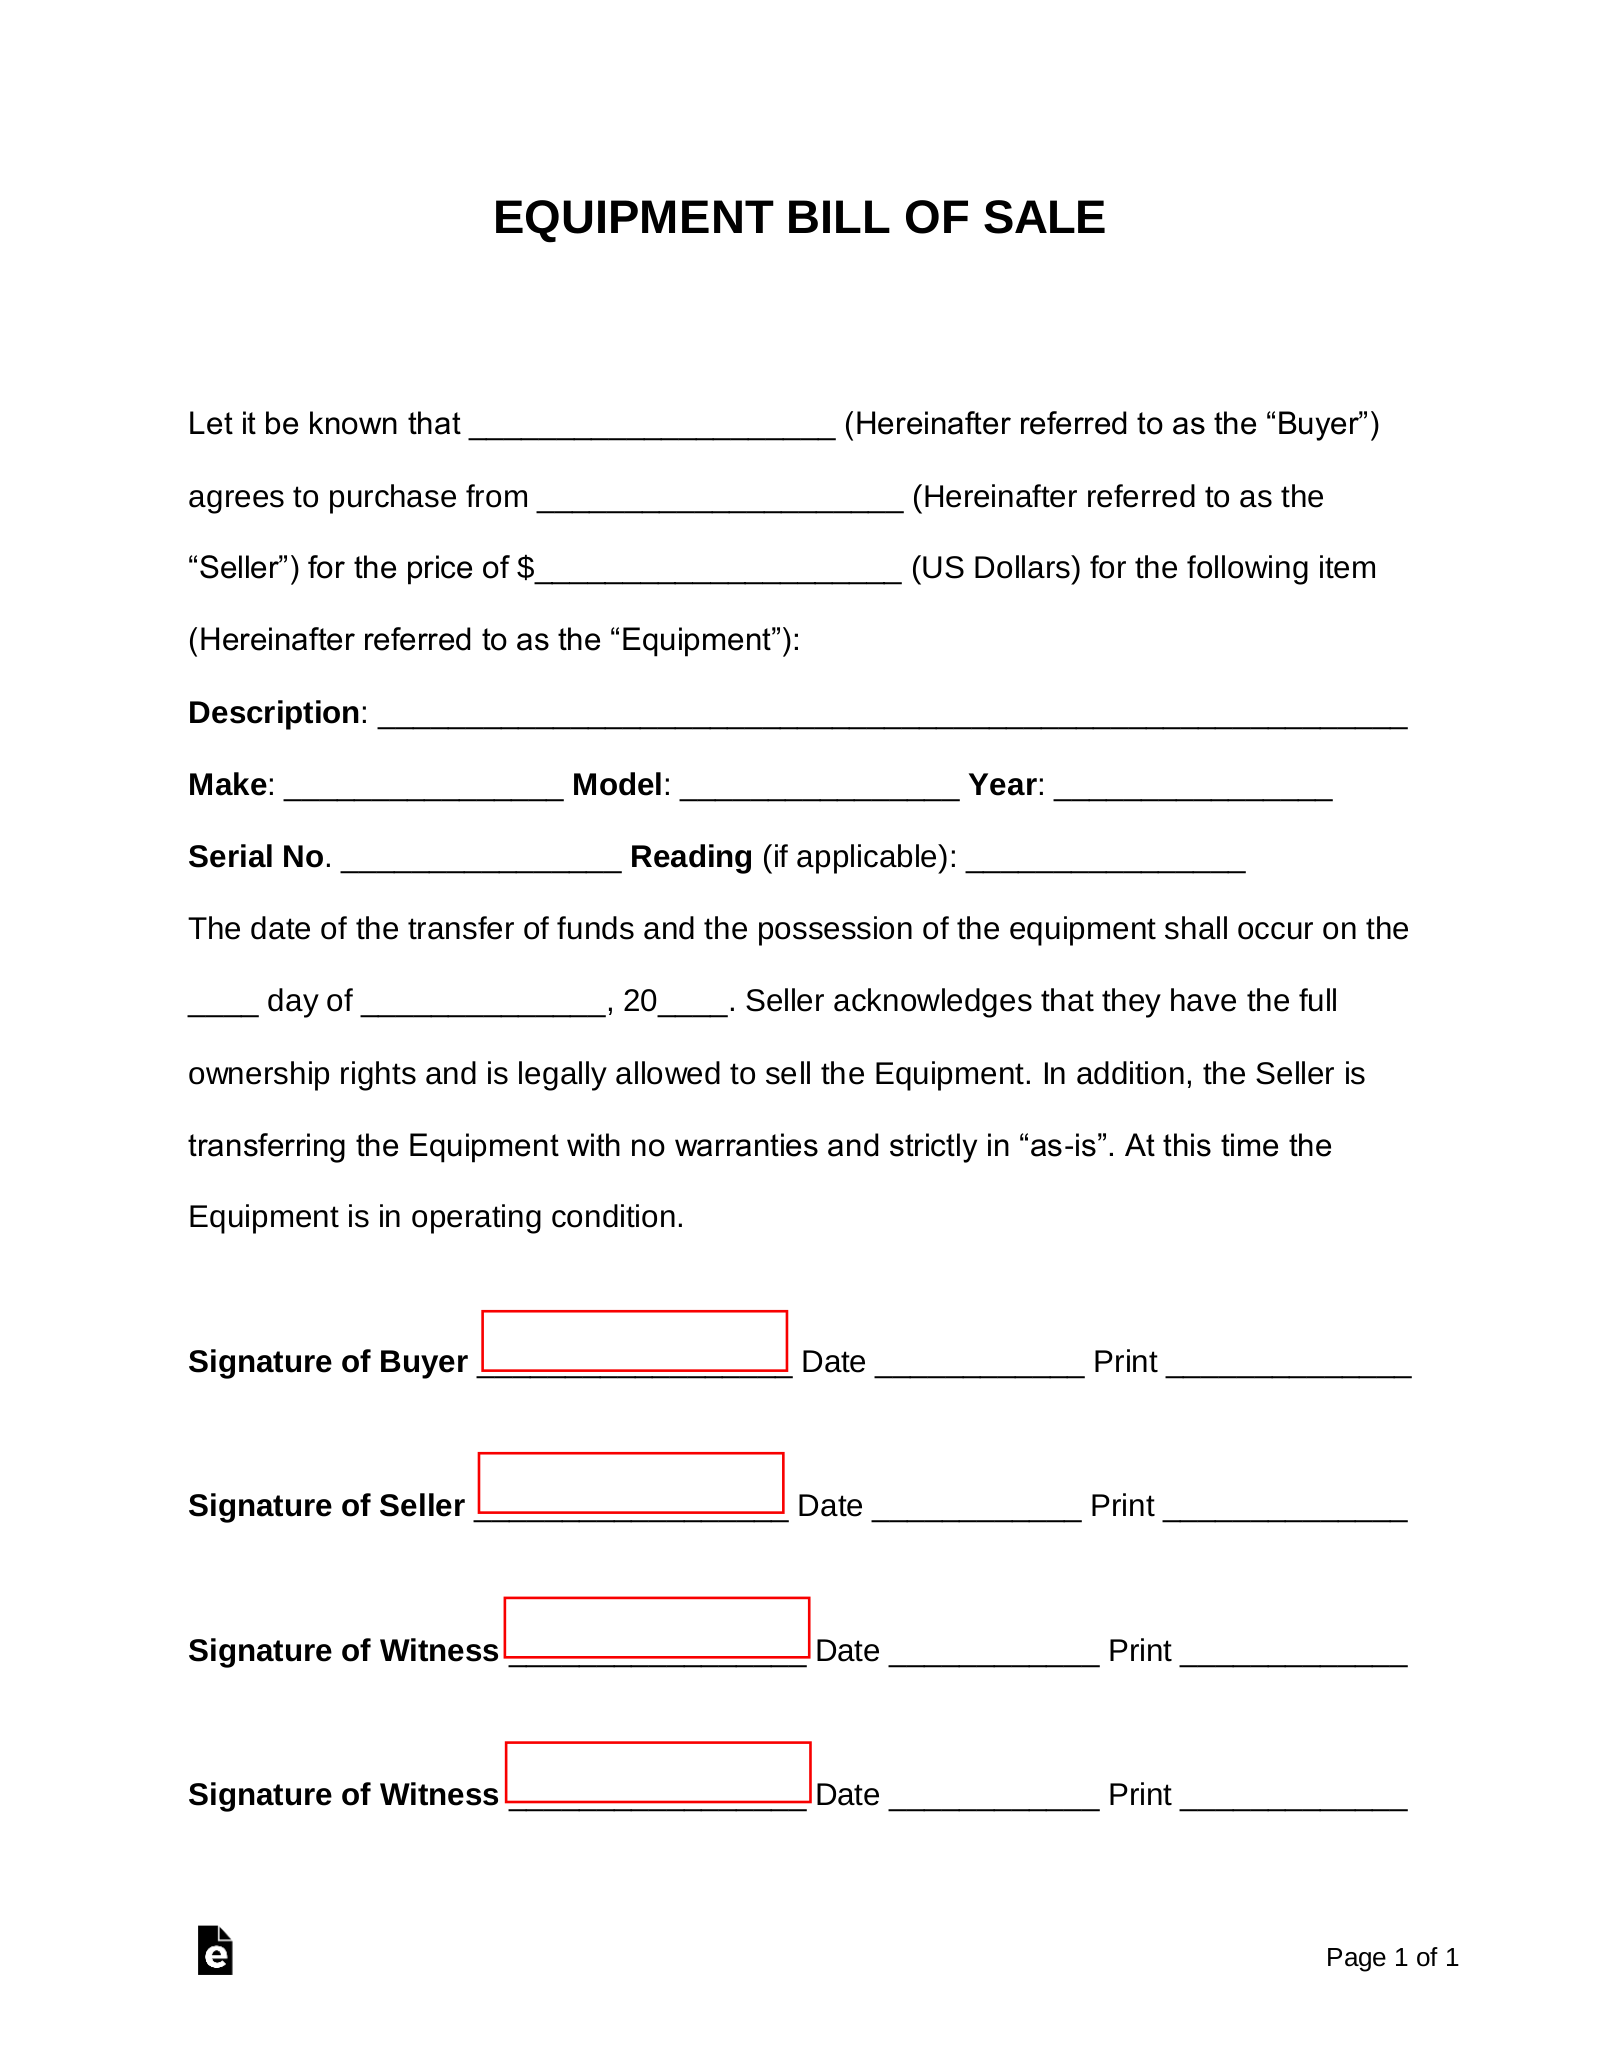 EQUIPMENT BILL OF SALE
Let it be known that _____________________ (Hereinafter referred to as the “Buyer”)
agrees to purchase from _____________________ (Hereinafter referred to as the
“Seller”) for the price of $_____________________ (US Dollars) for the following item
(Hereinafter referred to as the “Equipment”):
Description: ___________________________________________________________
Make: ________________ Model: ________________ Year: ________________
Serial No. ________________ Reading (if applicable): ________________
The date of the transfer of funds and the possession of the equipment shall occur on the
____ day of ______________, 20____. Seller acknowledges that they have the full
ownership rights and is legally allowed to sell the Equipment. In addition, the Seller is
transferring the Equipment with no warranties and strictly in “as-is”. At this time the
Equipment is in operating condition.
Signature of Buyer __________________ Date ____________ Print ______________
Signature of Seller __________________ Date ____________ Print ______________
Signature of Witness _________________ Date ____________ Print _____________
Signature of Witness _________________ Date ____________ Print _____________
e
Page 1 of 1